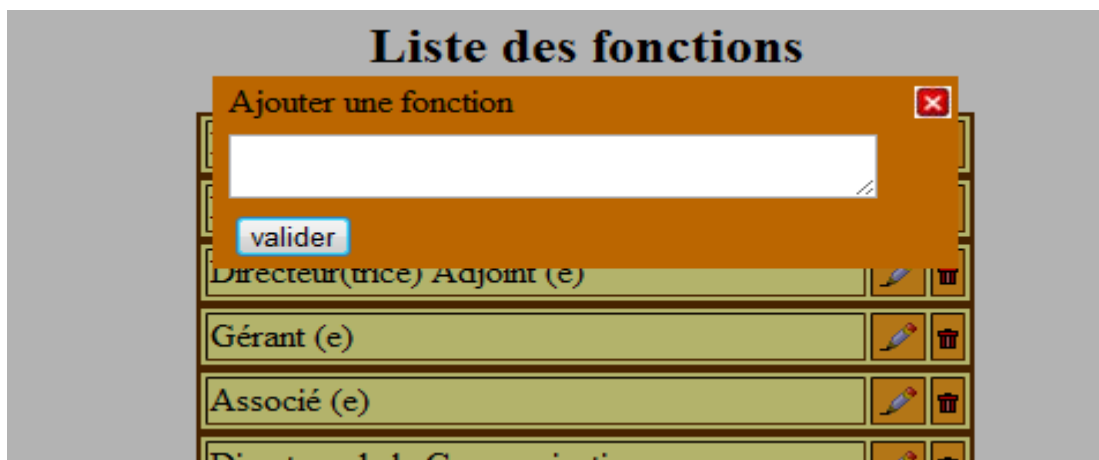 Liste des fonctions
Ajouter une fonction
valider
Directeur(trice) Adjoint (e)
Gérant (e)
Associé (e)